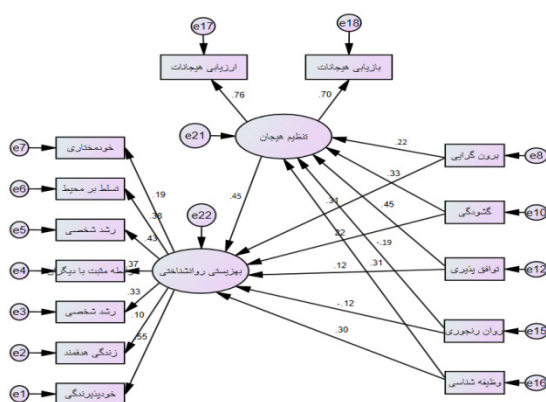 e17
e18
ارزیابی هیجانات
بازیابی هیجانات
.76
.70
e21
تنظیم هیجان
e7
خودمختاری
.22
برون گرایی
e8
e6
تسلط بر محیط
.19
.33
e22
.45
.31
.45
گشودگی
e10
e5
رشد شخصی
.38
.43
.22
-.19
e4
رابطه مثبت با دیگران
.37
بهزیستی روانشناختی
.12
.31
توافق پذیری
e12
e3
رشد شخصی
.33
-.12
روان رنجوری
e15
e2
زندگی هدفمند
.10
.30
e1
خودپذیرندگی
.55
وظیفه شناسی
e16